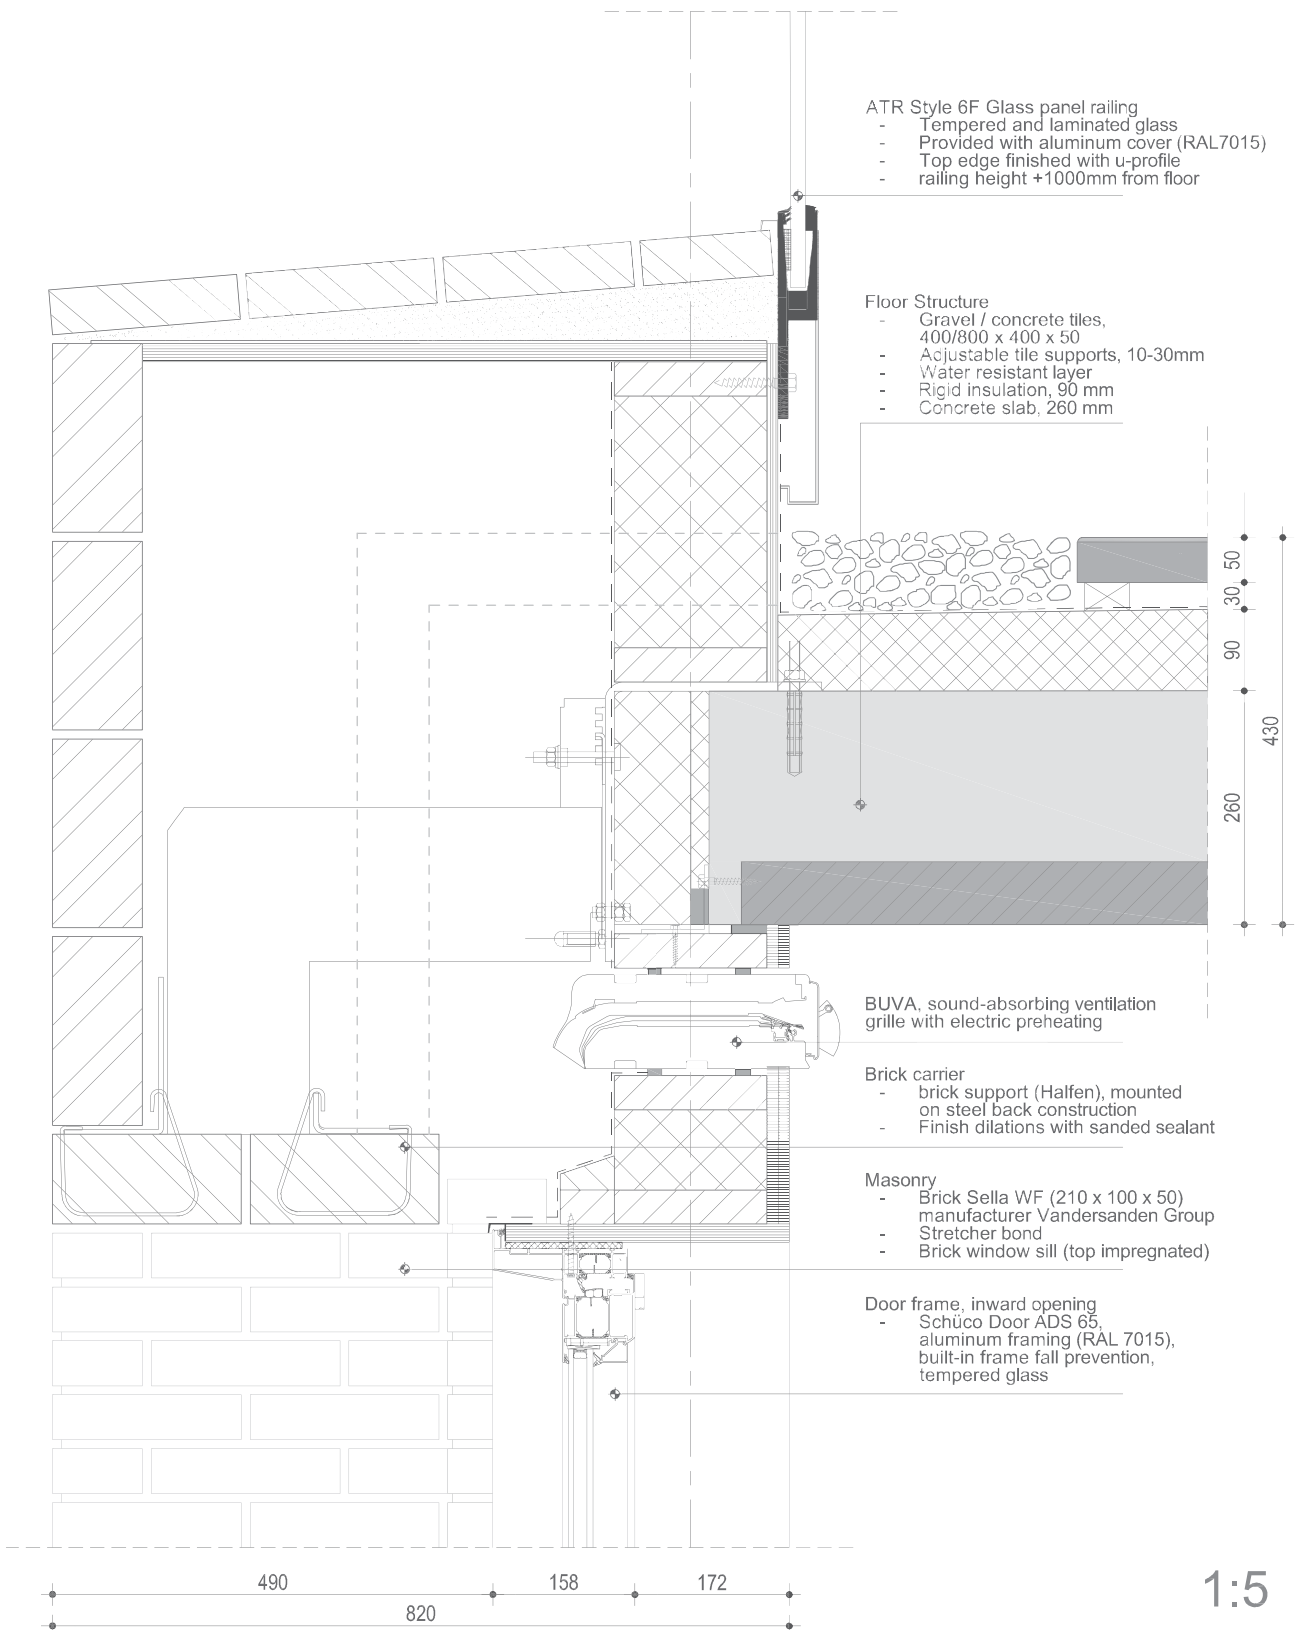 ATR Style 6F Glass panel railing
- Tempered and laminated glass
- Provided with aluminum cover (RAL7015)
- Top edge finished with u-profile
- railing height +1000mm from floor
Floor Structure
- Gravel / concrete tiles,
400/800 x 400 x 50
- Adjustable tile supports, 10-30mm
- Water resistant layer
- Rigid insulation, 90 mm
- Concrete slab, 260 mm
50
30
90
430
260
BUVA, sound-absorbing ventilation
grille with electric preheating
Brick carrier
- brick support (Halfen), mounted
on steel back construction
- Finish dilations with sanded sealant
Masonry
- Brick Sella WF (210 x 100 x 50)
manufacturer Vandersanden Group
- Stretcher bond
- Brick window sill (top impregnated)
Door frame, inward opening
- Schüco Door ADS 65,
aluminum framing (RAL 7015),
built-in frame fall prevention,
tempered glass
490 158 172
820
1:5